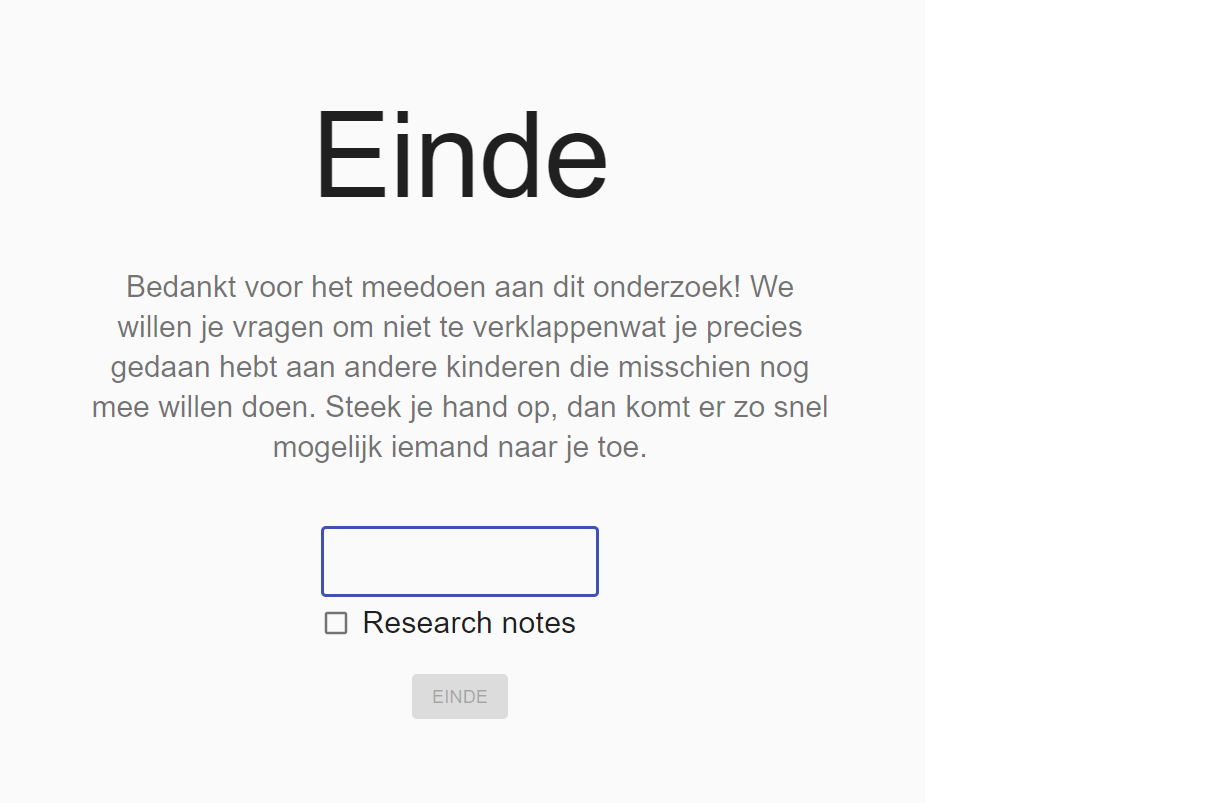 Einde
Bedankt voor het meedoen aan dit onderzoek! We
willen je vragen om niet te verklappenwat je precies
gedaan hebt aan andere kinderen die misschien nog
mee willen doen. Steek je hand op, dan komt er zo snel
mogelijk iemand naar je toe.
Research notes
EINDE